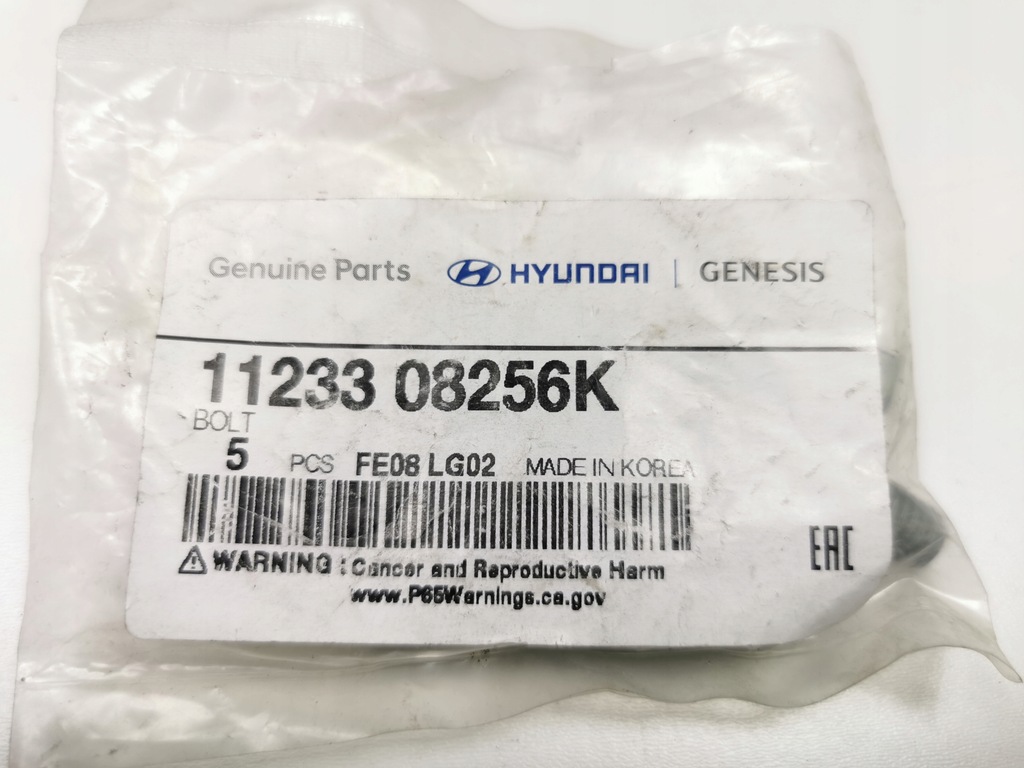 Genuine Parts HYUNDAI | GENESIS
11233 08256K
BOLT
5 PCS FE08 LG02 MADE IN KOREA
WARNING : Cancer and Reproductive Harm
www.P65Warnings.ca.gov
EAC